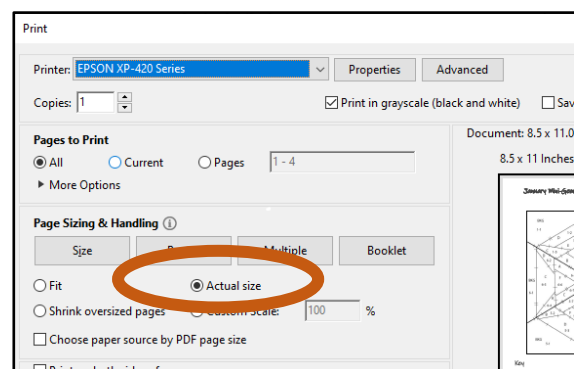 Print
Printer: EPSON XP-420 Series Properties Advanced
Copies: 1 Print in grayscale (black and white)
Pages to Print
All Current Pages 1 - 4
More Options
Document: 8.5 x 11.0
8.5 x 11 Inches
Page Sizing & Handling
Size Multiple Booklet
Fit Actual size
Shrink oversized pages Custom Scale: 100 %
Choose paper source by PDF page size
January
Key